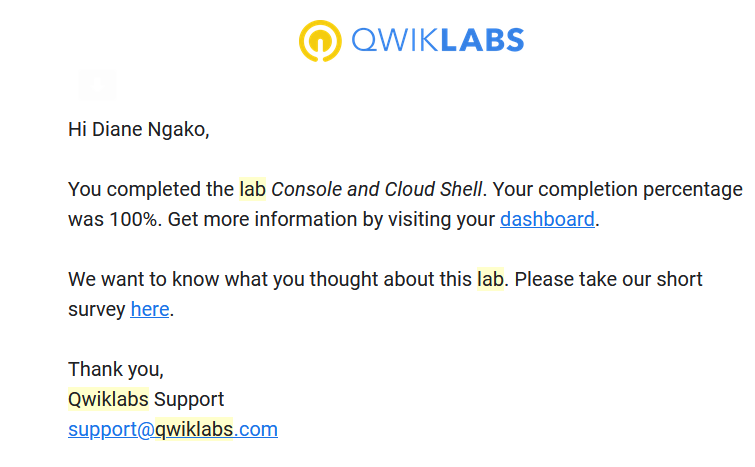 QWIKLABS
Hi Diane Ngako,
You completed the lab Console and Cloud Shell. Your completion percentage
was 100%. Get more information by visiting your dashboard.
We want to know what you thought about this lab. Please take our short
survey here.
Thank you,
Qwiklabs Support
support@qwiklabs.com